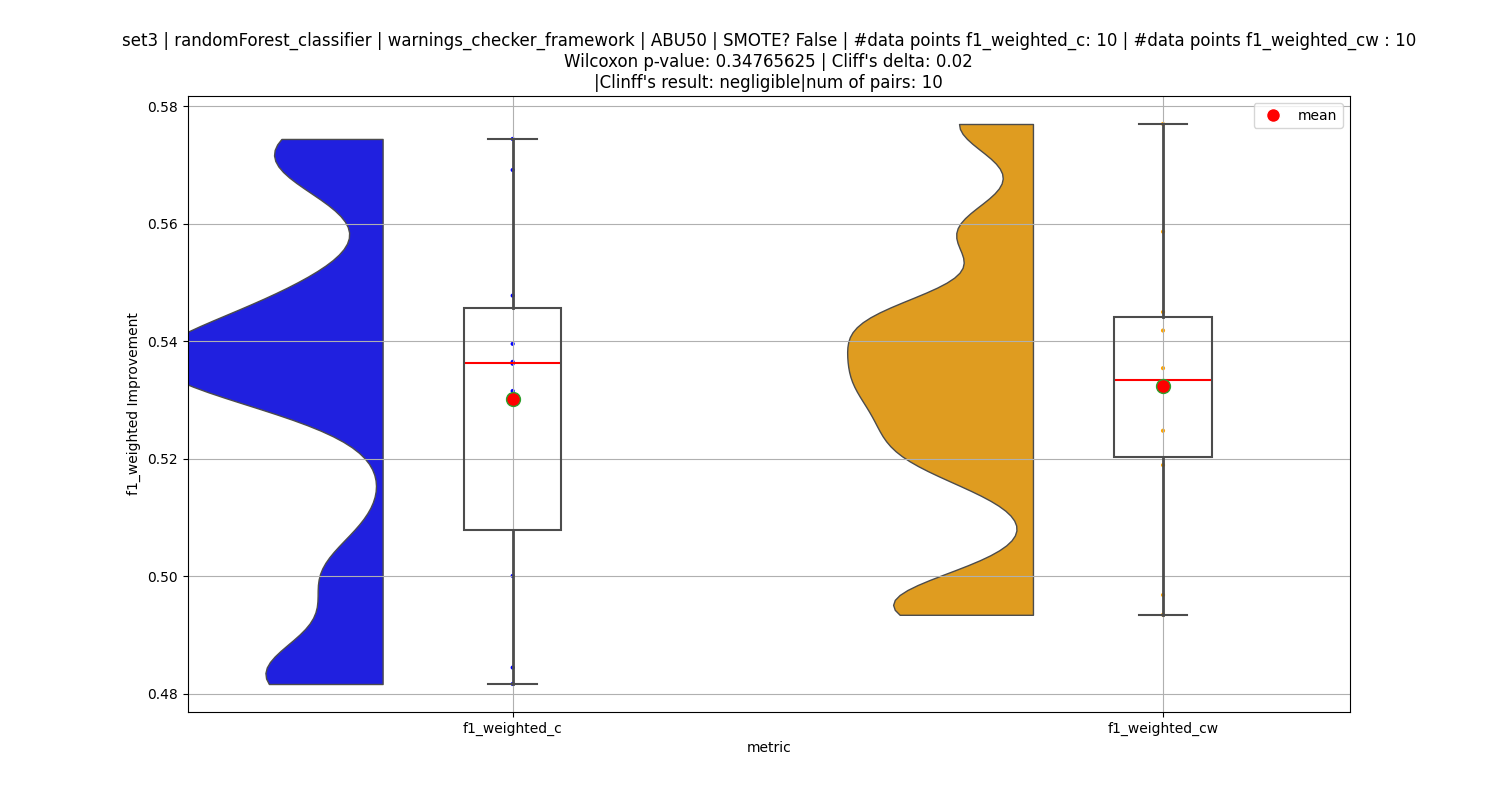 set3 | randomForest_classifier | warnings_checker_framework | ABU50 | SMOTE? False | #data points f1_weighted_c: 10 | #data points f1_weighted_cw : 10
Wilcoxon p-value: 0.34765625 | Cliff's delta: 0.02
|Clinff's result: negligible|num of pairs: 10
mean
0.58
0.56
0.54
0.52
0.50
0.48
f1_weighted Improvement
f1_weighted_c
f1_weighted_cw
metric